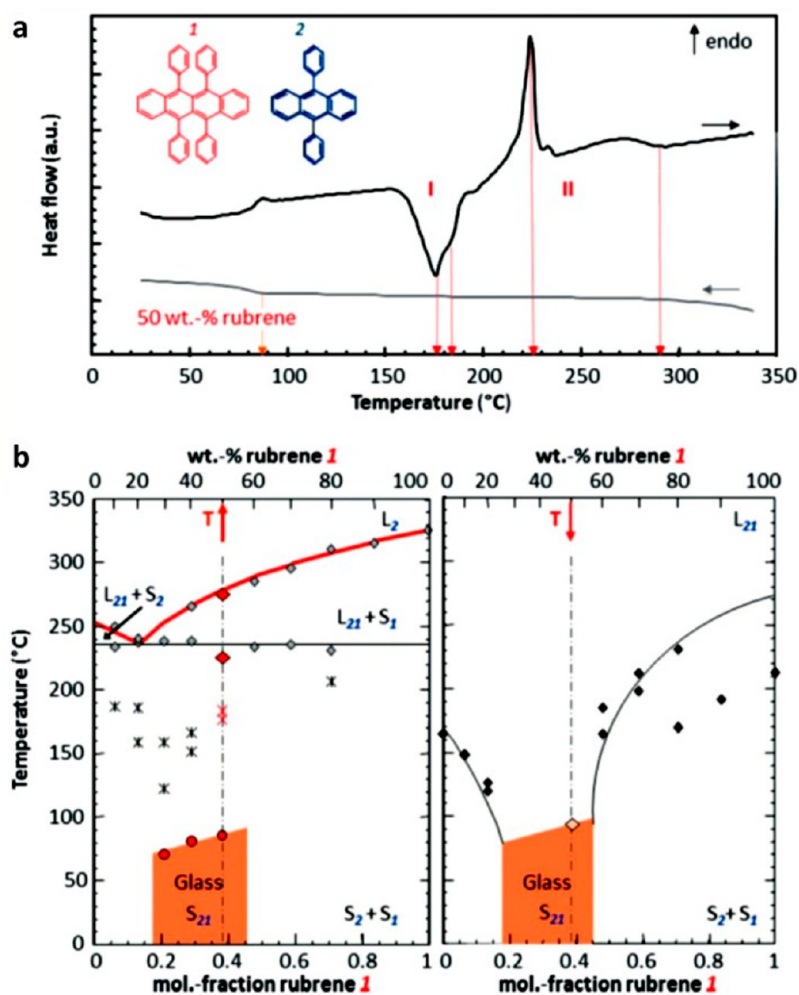 a
1
2
endo
Heat flow (a.u.)
I
II
50 wt.-% rubrene
0
50
100
150
200
250
300
350
Temperature (°C)
b
wt.-% rubrene 1
wt.-% rubrene 1
0 20 40 60 80 100
0 20 40 60 80 100
350
300
250
200
150
100
50
0
Temperature (°C)
T
L2
L21 + S2
L21 + S1
Glass
S21
S2 + S1
T
L21
Glass
S21
S2 + S1
0 0.2 0.4 0.6 0.8 1
0 0.2 0.4 0.6 0.8 1
mol.-fraction rubrene 1
mol.-fraction rubrene 1